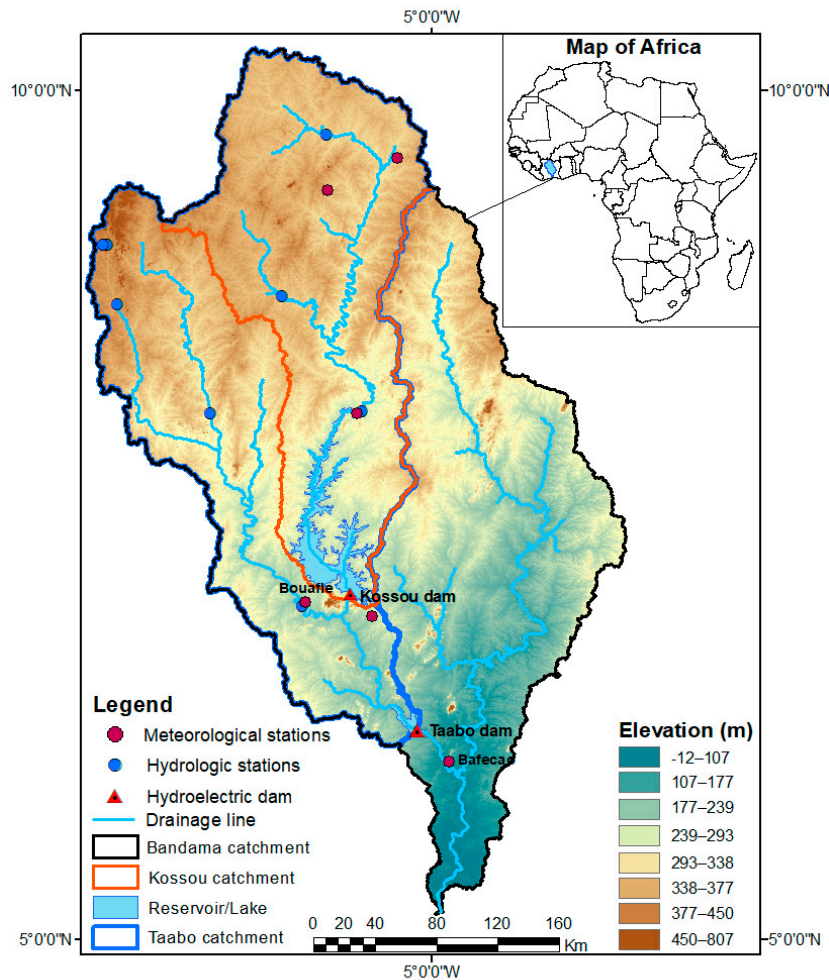 5°0'0"W
Map of Africa
10°0'0"N
10°0'0"N
Bouafle
Kossou dam
Legend
Meteorological stations
Hydrologic stations
Hydroelectric dam
Drainage line
Bandama catchment
Kossou catchment
Reservoir/Lake
Taabo catchment
Taabo dam
Bafecao
Elevation (m)
-12–107
107–177
177–239
239–293
293–338
338–377
377–450
450–807
0 20 40 80 120 160
Km
5°0'0"N
5°0'0"N
5°0'0"W